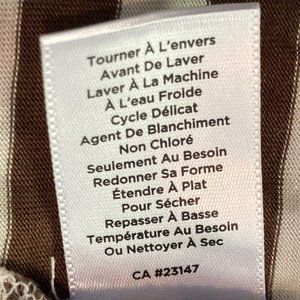 Tourner À L'envers
Avant De Laver
Laver À La Machine
À L'eau Froide
Cycle Délicat
Agent De Blanchiment
Non Chloré
Seulement Au Besoin
Redonner Sa Forme
Étendre À Plat
Pour Sécher
Repasser À Basse
Température Au Besoin
Ou Nettoyer À Sec
CA #23147